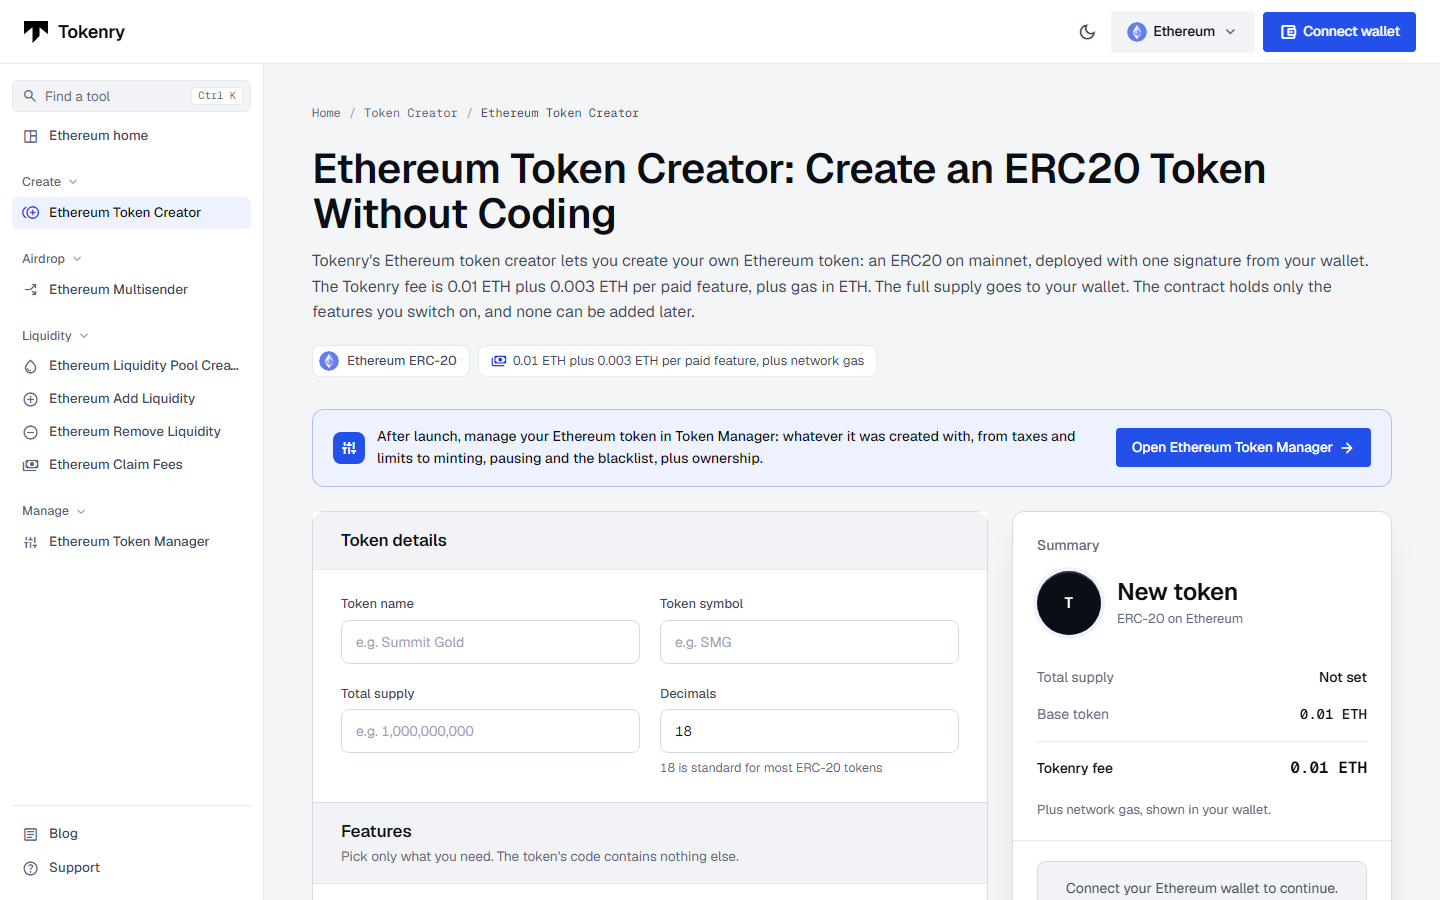 Tokenry
Ethereum
Connect wallet
Find a tool
Ctrl K
Ethereum home
Create
Ethereum Token Creator
Airdrop
Ethereum Multisender
Liquidity
Ethereum Liquidity Pool Crea...
Ethereum Add Liquidity
Ethereum Remove Liquidity
Ethereum Claim Fees
Manage
Ethereum Token Manager
Blog
Support
Home / Token Creator / Ethereum Token Creator
Ethereum Token Creator: Create an ERC20 Token
Without Coding
Tokenry's Ethereum token creator lets you create your own Ethereum token: an ERC20 on mainnet, deployed with one signature from your wallet.
The Tokenry fee is 0.01 ETH plus 0.003 ETH per paid feature, plus gas in ETH. The full supply goes to your wallet. The contract holds only the
features you switch on, and none can be added later.
Ethereum ERC-20
0.01 ETH plus 0.003 ETH per paid feature, plus network gas
After launch, manage your Ethereum token in Token Manager: whatever it was created with, from taxes and
limits to minting, pausing and the blacklist, plus ownership.
Open Ethereum Token Manager
Token details
Token name
Token symbol
e.g. Summit Gold
e.g. SMG
Total supply
Decimals
e.g. 1,000,000,000
18
18 is standard for most ERC-20 tokens
Features
Pick only what you need. The token's code contains nothing else.
Summary
T
New token
ERC-20 on Ethereum
Total supply
Not set
Base token
0.01 ETH
Tokenry fee
0.01 ETH
Plus network gas, shown in your wallet.
Connect your Ethereum wallet to continue.